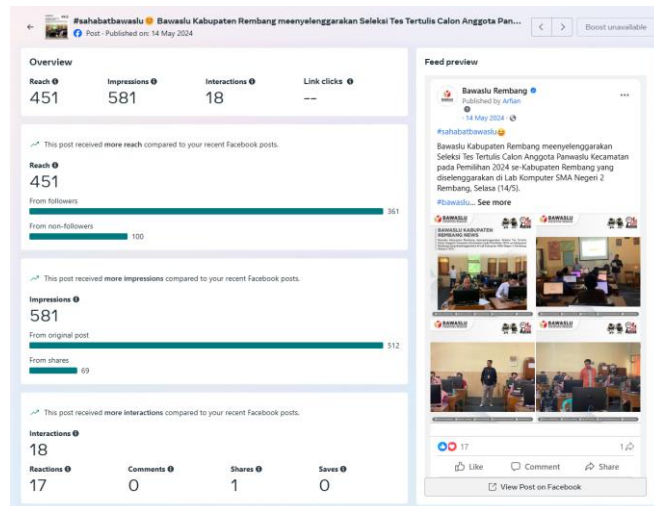 #sahabatbawaslu😊 Bawaslu Kabupaten Rembang meenyelenggarakan Seleksi Tes Tertulis Calon Anggota Pan...
Post · Published on: 14 May 2024
Boost unavailable
Overview
Reach
Impressions
Interactions
Link clicks
451
581
18
--
This post received more reach compared to your recent Facebook posts.
Reach
451
From followers
361
From non-followers
100
This post received more impressions compared to your recent Facebook posts.
Impressions
581
From original post
512
From shares
69
This post received more interactions compared to your recent Facebook posts.
Interactions
18
Reactions
Comments
Shares
Saves
17
0
1
0
Feed preview
Bawaslu Rembang
Published by Arfian
· 14 May 2024 ·
#sahabatbawaslu😊
Bawaslu Kabupaten Rembang meenyelenggarakan
Seleksi Tes Tertulis Calon Anggota Panwaslu Kecamatan
pada Pemilihan 2024 se-Kabupaten Rembang yang
diselenggarakan di Lab Komputer SMA Negeri 2
Rembang, Selasa (14/5).
#bawaslu... See more
BAWASLU
BAWASLU
BAWASLU KABUPATEN
REMBANG NEWS
BAWASLU
BAWASLU
17
1
Like
Comment
Share
View Post on Facebook